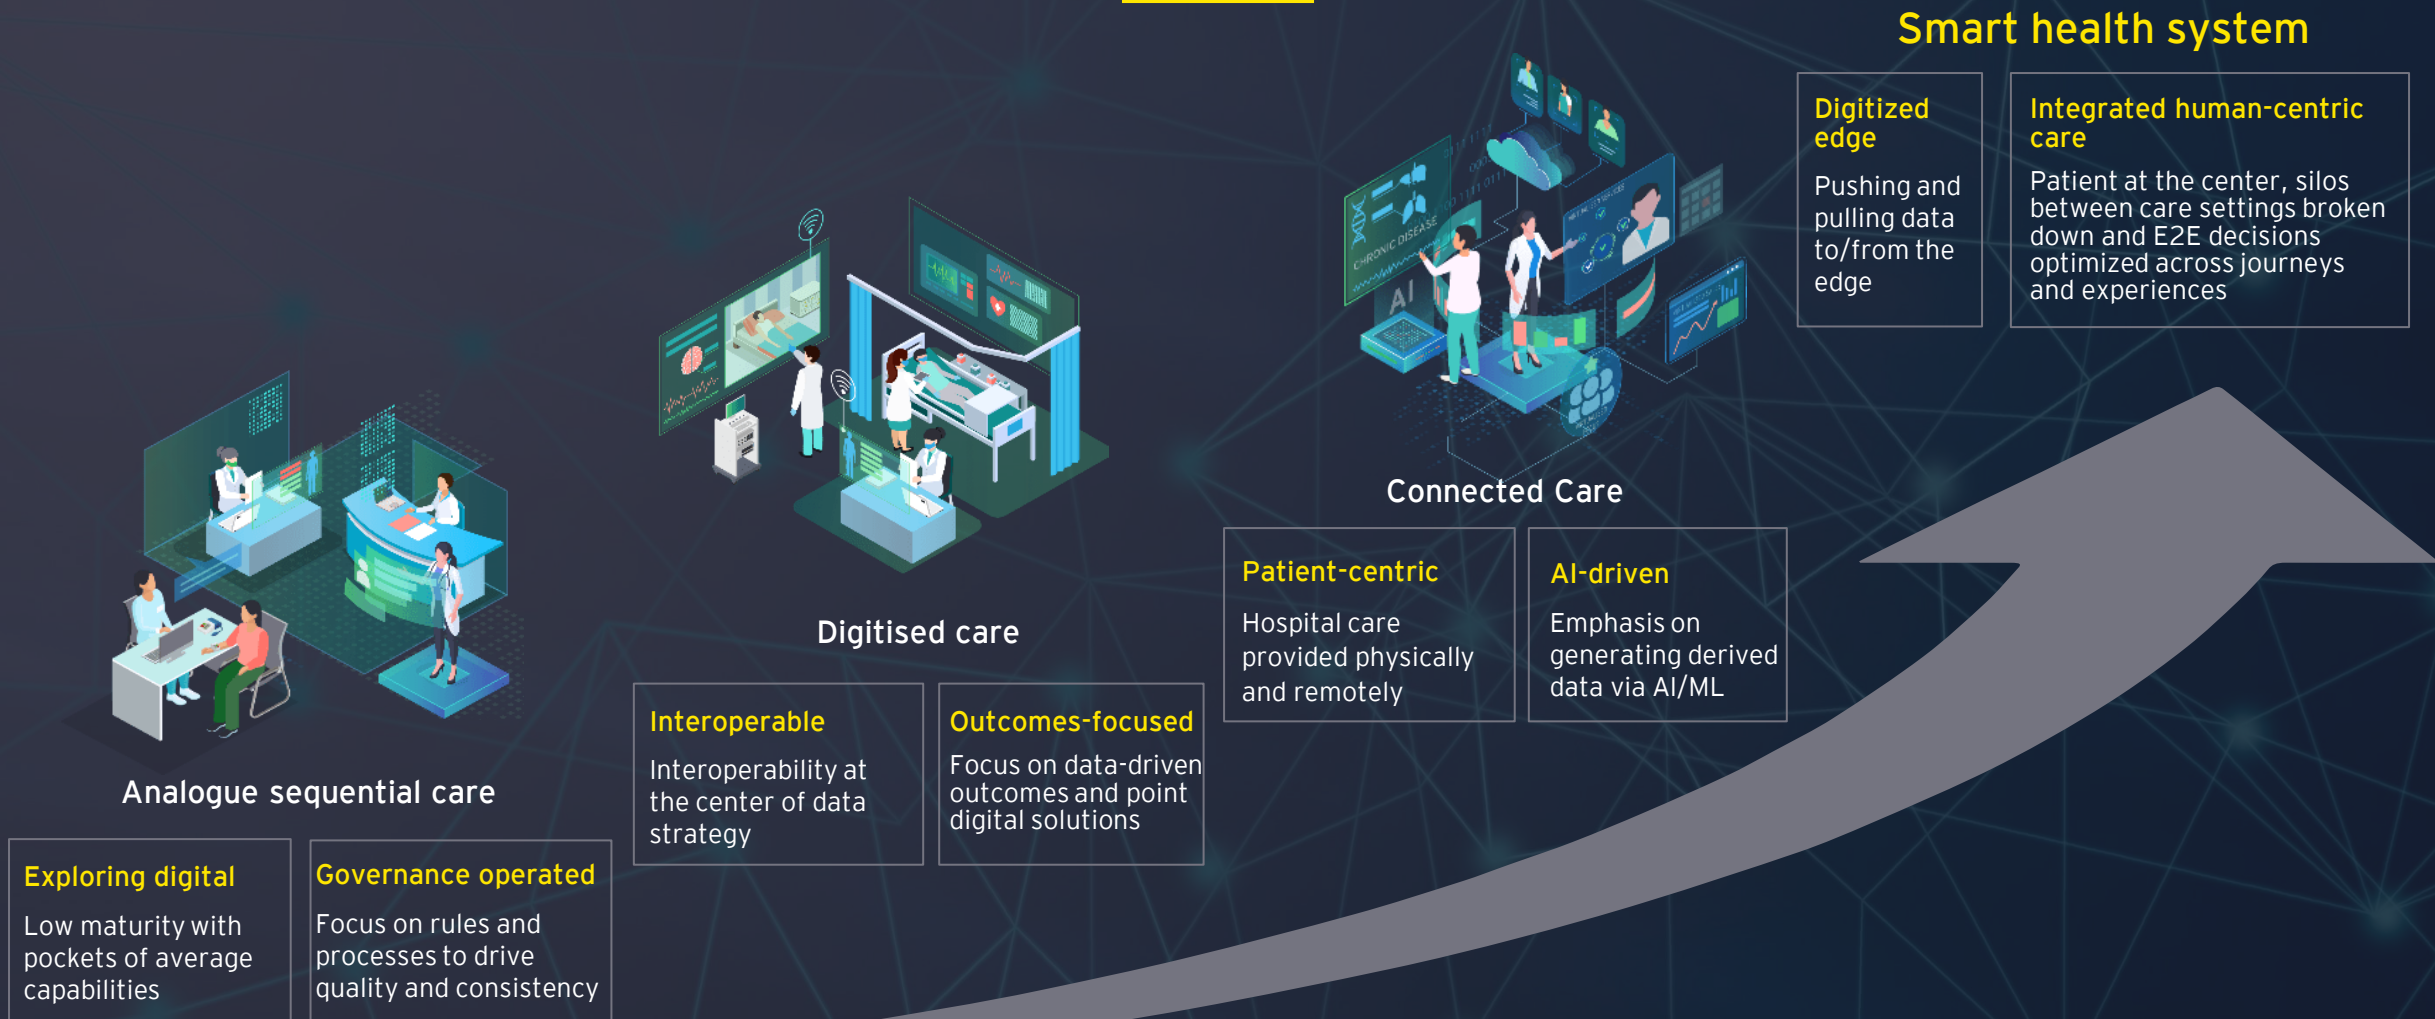 Smart health system
Digitized
edge
Pushing and
pulling data
to/from the
edge
Integrated human-centric
care
Patient at the center, silos
between care settings broken
down and E2E decisions
optimized across journeys
and experiences
CHRONIC DISEASE
AI
Connected Care
Patient-centric
Hospital care
provided physically
and remotely
AI-driven
Emphasis on
generating derived
data via AI/ML
Digitised care
Interoperable
Interoperability at
the center of data
strategy
Outcomes-focused
Focus on data-driven
outcomes and point
digital solutions
Analogue sequential care
Exploring digital
Low maturity with
pockets of average
capabilities
Governance operated
Focus on rules and
processes to drive
quality and consistency